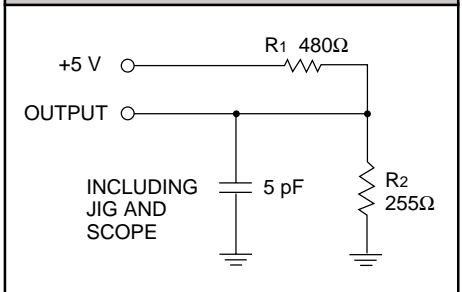 R1 480Ω
+5 V
OUTPUT
INCLUDING
JIG AND
SCOPE
5 pF
R2
255Ω